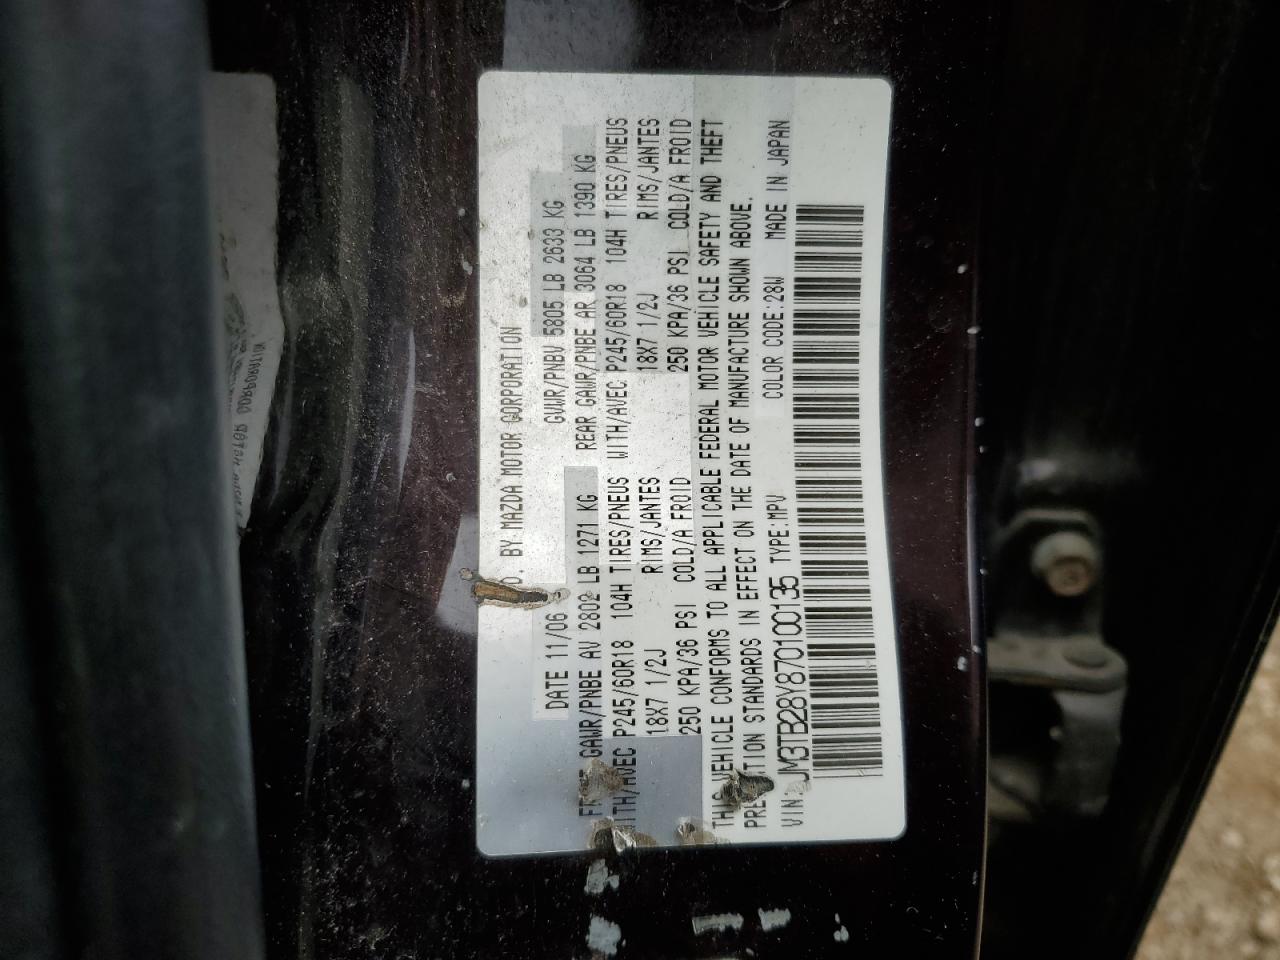 D. BY MAZDA MOTOR CORPORATION
DATE 11/06 GVWR/PNBV 5805 LB 2633 KG
GAWR/PNBE AV 2802 LB 1271 KG REAR GAWR/PNBE AR 3064 LB 1390 KG
WITH/AVEC P245/60R18 104H TIRES/PNEUS WITH/AVEC P245/60R18 104H TIRES/PNEUS
18X7 1/2J RIMS/JANTES 18X7 1/2J RIMS/JANTES
250 KPA/36 PSI COLD/A FROID 250 KPA/36 PSI COLD/A FROID
VEHICLE CONFORMS TO ALL APPLICABLE FEDERAL MOTOR VEHICLE SAFETY AND THEFT
STANDARDS IN EFFECT ON THE DATE OF MANUFACTURE SHOWN ABOVE.
VIN: JM3TB28Y870100135 TYPE:MPV COLOR CODE:28W MADE IN JAPAN
CORPORATION